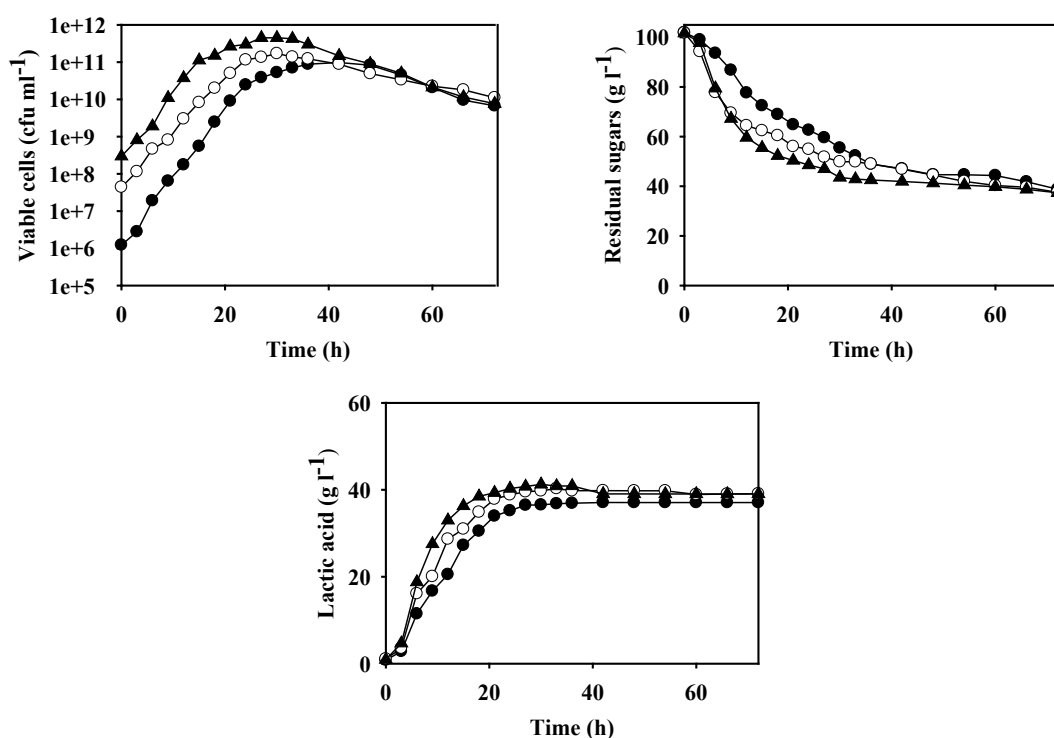 Viable cells (cfu ml-1)
1e+12
1e+11
1e+10
1e+9
1e+8
1e+7
1e+6
1e+5
0 20 40 60
Time (h)
Residual sugars (g l-1)
100
80
60
40
20
0
0 20 40 60
Time (h)
Lactic acid (g l-1)
60
40
20
0
0 20 40 60
Time (h)